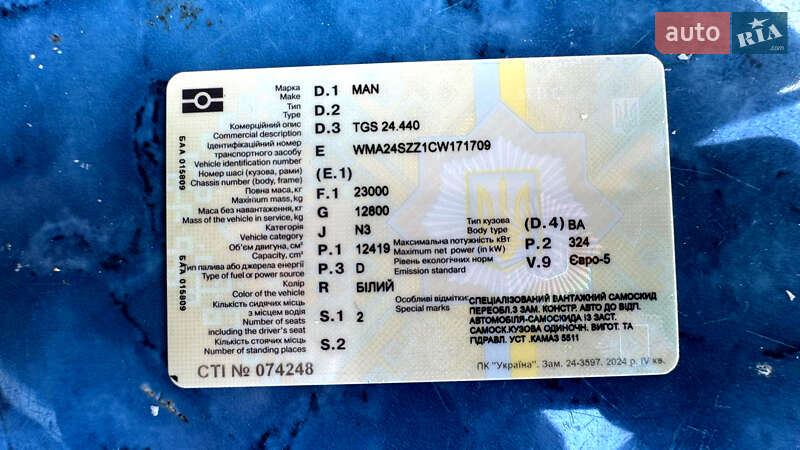 auto RIA .com
Марка
Make D.1 MAN
Тип
Type D.2
Комерційний опис
Commercial description D.3 TGS 24.440
Ідентифікаційний номер
транспортного засобу
Vehicle identification number E WMA24SZZ1CW171709
Номер шасі (кузова, рами)
Chassis number (body, frame) (E.1)
Повна маса, кг
Maximum mass, kg F.1 23000
Маса без навантаження, кг
Mass of the vehicle in service, kg G 12800
Категорія
Vehicle category J N3
Об'єм двигуна, см³
Capacity, cm³ P.1 12419
Тип палива або джерела енергії
Type of fuel or power source P.3 D
Колір
Color of the vehicle R БІЛИЙ
Кількість сидячих місць
з місцем водія
Number of seats
including the driver's seat S.1 2
Кількість стоячих місць
Number of standing places S.2
Тип кузова
Body type (D.4) ВА
Максимальна потужність кВт
Maximum net power (in kW) P.2 324
Рівень екологічних норм
Emission standard V.9 Євро-5
Особливі відмітки:
Special marks
СПЕЦІАЛІЗОВАНИЙ ВАНТАЖНИЙ САМОСКИД
ПЕРЕОБЛ.З ЗАМ. КОНСТР. АВТО ДО ВІДП.
АВТОМОБІЛЯ-САМОСКИДА ІЗ ЗАСТ.
САМОСК.КУЗОВА ОДИНОЧН. ВИГОТ. ТА
ГІДРАВЛ. УСТ .КАМАЗ 5511
СТІ № 074248
ПК "Україна". Зам. 24-3597. 2024 р. IV кв.
БАА 015809
БАА 015809